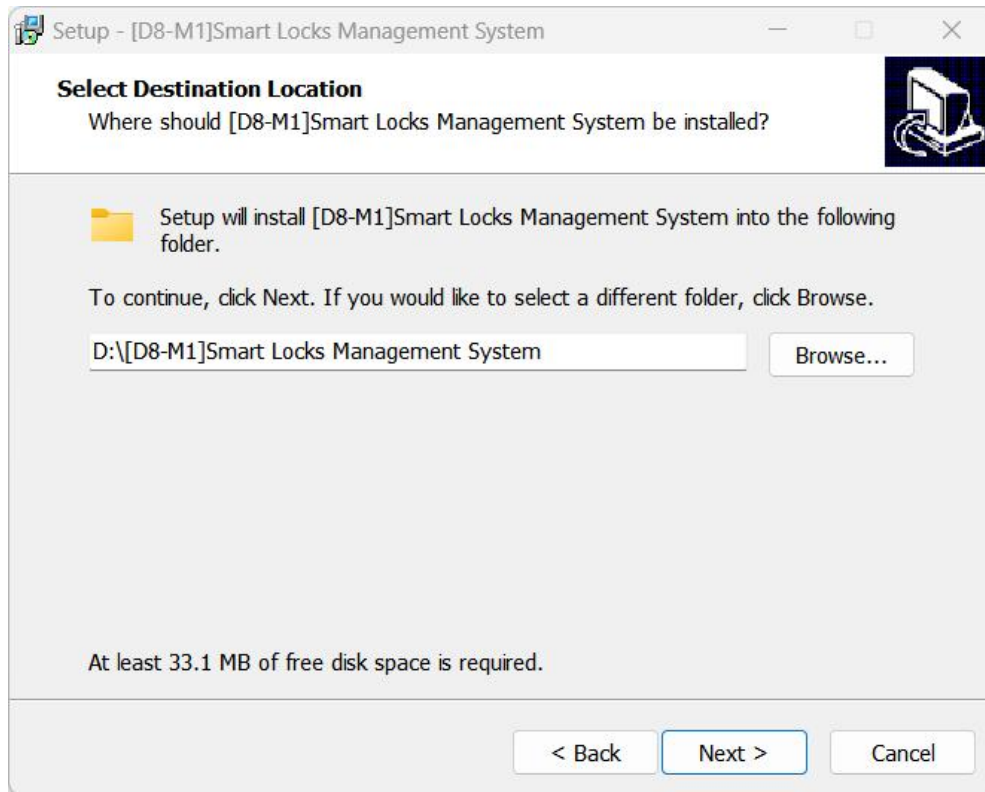 Setup - [D8-M1]Smart Locks Management System
Select Destination Location
Where should [D8-M1]Smart Locks Management System be installed?
Setup will install [D8-M1]Smart Locks Management System into the following
folder.
To continue, click Next. If you would like to select a different folder, click Browse.
D:\[D8-M1]Smart Locks Management System
Browse...
At least 33.1 MB of free disk space is required.
< Back
Next >
Cancel